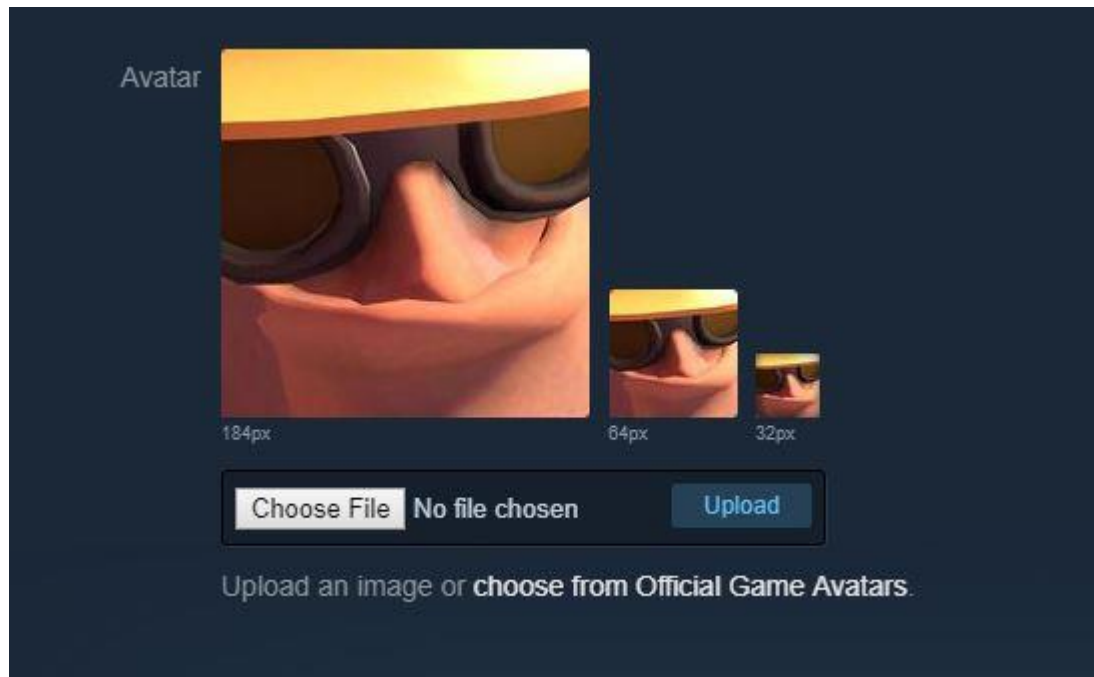 Avatar
184px
64px
32px
Choose File No file chosen Upload
Upload an image or choose from Official Game Avatars.